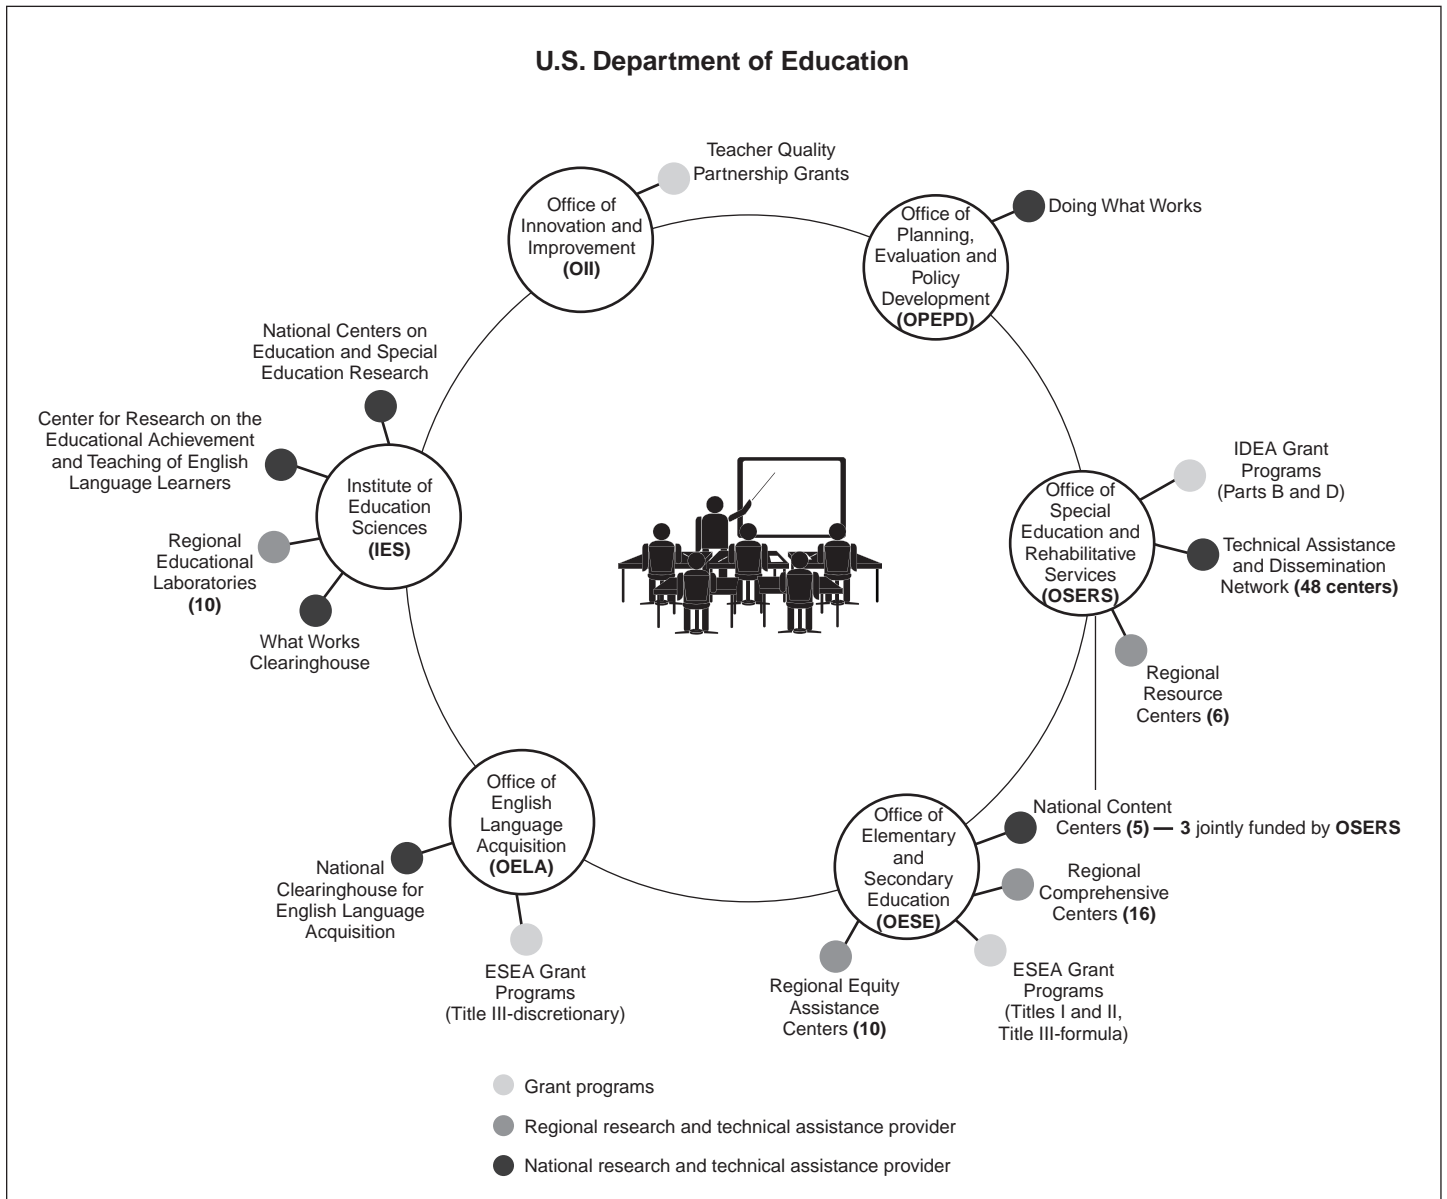 U.S. Department of Education
Teacher Quality
Partnership Grants
Office of
Innovation and
Improvement
(OII)
Office of
Planning,
Evaluation and
Policy
Development
(OPEPD)
Doing What Works
National Centers on
Education and Special
Education Research
Center for Research on the
Educational Achievement
and Teaching of English
Language Learners
Institute of
Education
Sciences
(IES)
Regional
Educational
Laboratories
(10)
What Works
Clearinghouse
IDEA Grant
Programs
(Parts B and D)
Office of
Special
Education and
Rehabilitative
Services
(OSERS)
Technical Assistance
and Dissemination
Network (48 centers)
Regional
Resource
Centers (6)
Office of
English
Language
Acquisition
(OELA)
National
Clearinghouse for
English Language
Acquisition
ESEA Grant
Programs
(Title III-discretionary)
Office of
Elementary
and
Secondary
Education
(OESE)
National Content
Centers (5) — 3 jointly funded by OSERS
Regional
Comprehensive
Centers (16)
ESEA Grant
Programs
(Titles I and II,
Title III-formula)
Regional Equity
Assistance
Centers (10)
Grant programs
Regional research and technical assistance provider
National research and technical assistance provider